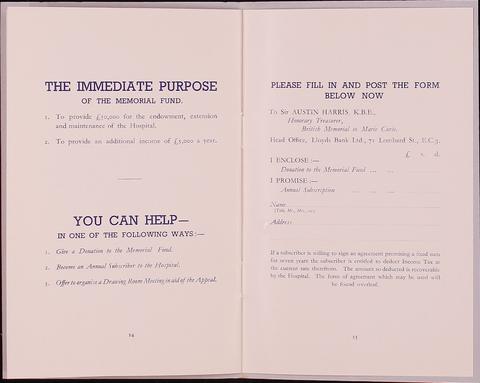 THE IMMEDIATE PURPOSE
OF THE MEMORIAL FUND.
1. To provide £50,000 for the endowment, extension
and maintenance of the Hospital.
2. To provide an additional income of £5,000 a year.
YOU CAN HELP—
IN ONE OF THE FOLLOWING WAYS:—
1. Give a Donation to the Memorial Fund.
2. Become an Annual Subscriber to the Hospital.
3. Offer to organise a Drawing Room Meeting in aid of the Appeal.
14
PLEASE FILL IN AND POST THE FORM
BELOW NOW
To Sir AUSTIN HARRIS, K.B.E.,
Honorary Treasurer,
British Memorial to Marie Curie.
Head Office, Lloyds Bank Ltd., 71 Lombard St., E.C.3.
£ s. d.
I ENCLOSE :—
Donation to the Memorial Fund ... ...
I PROMISE :—
Annual Subscription ... ... ...
Name
(Title, Mr., Mrs., etc.)
Address
If a subscriber is willing to sign an agreement promising a fixed sum
for seven years the subscriber is entitled to deduct Income Tax at
the current rate therefrom. The amount so deducted is recoverable
by the Hospital. The form of agreement which may be used will
be found overleaf.
15